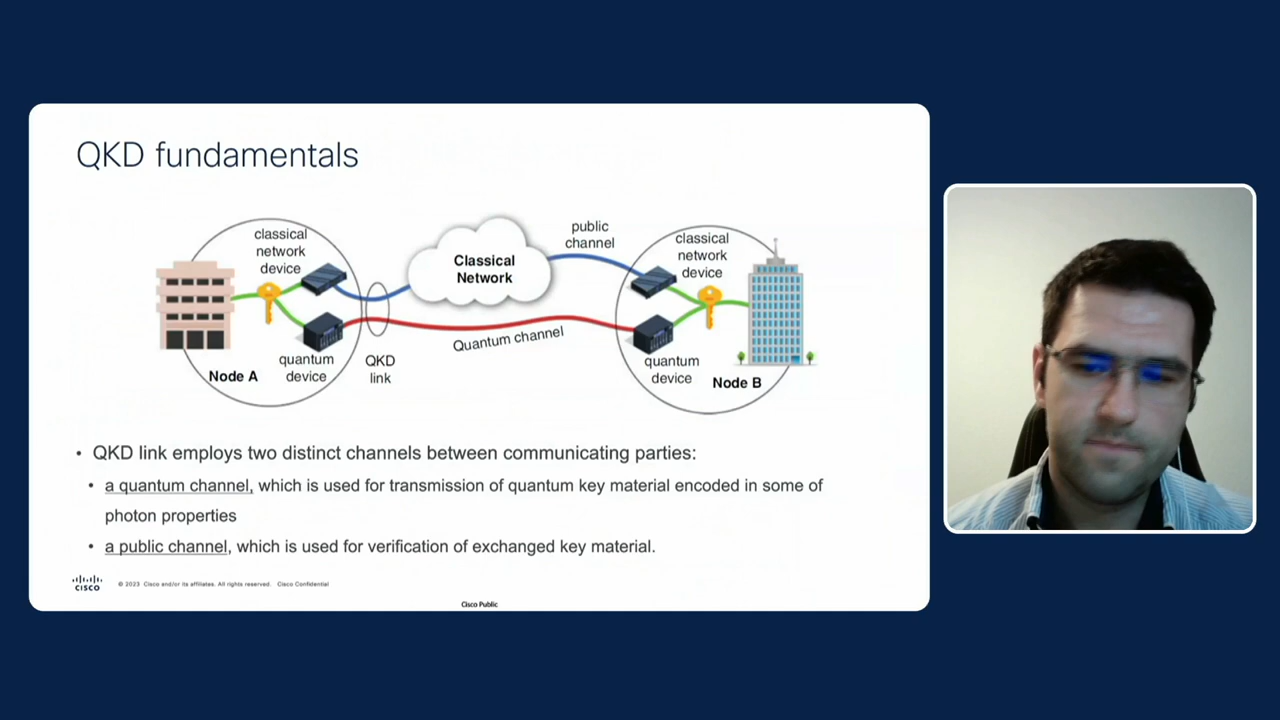 QKD fundamentals
classical
network
device
Classical
Network
public
channel
classical
network
device
quantum
device
Node A
QKD
link
Quantum channel
quantum
device
Node B
• QKD link employs two distinct channels between communicating parties:
• a quantum channel, which is used for transmission of quantum key material encoded in some of
photon properties
• a public channel, which is used for verification of exchanged key material.
CISCO
© 2023 Cisco and/or its affiliates. All rights reserved. Cisco Confidential
Cisco Public